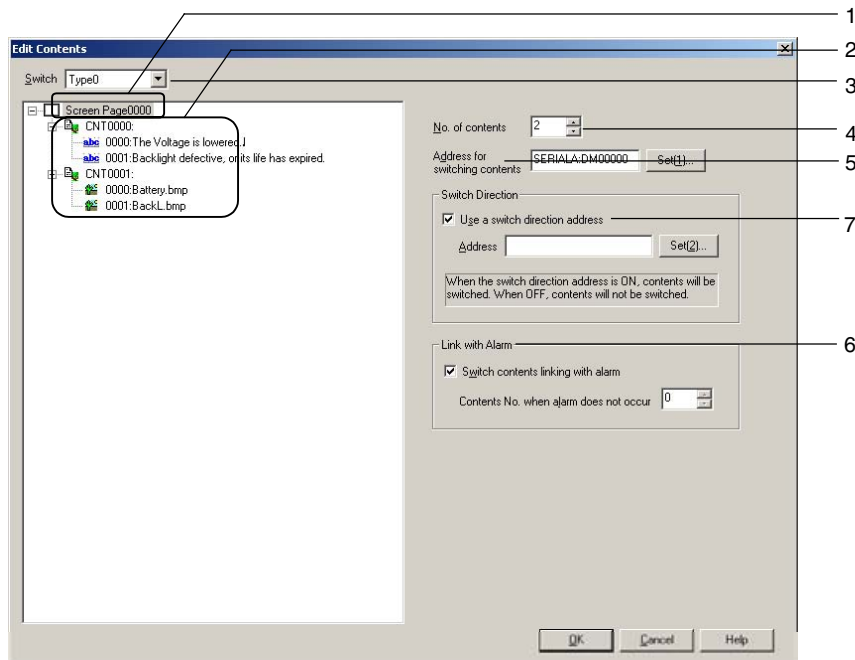 1
Edit Contents
2
Switch Type0
3
Screen Page0000
CNT0000:
abc 0000:The Voltage is lowered.
abc 0001:Backlight defective, or its life has expired.
CNT0001:
0000:Battery.bmp
0001:BackL.bmp
No. of contents 2
4
Address for
switching contents SERIALA:DM00000 Set(1)...
5
Switch Direction
Use a switch direction address
7
Address Set(2)...
When the switch direction address is ON, contents will be
switched. When OFF, contents will not be switched.
Link with Alarm
6
Switch contents linking with alarm
Contents No. when alarm does not occur 0
OK Cancel Help